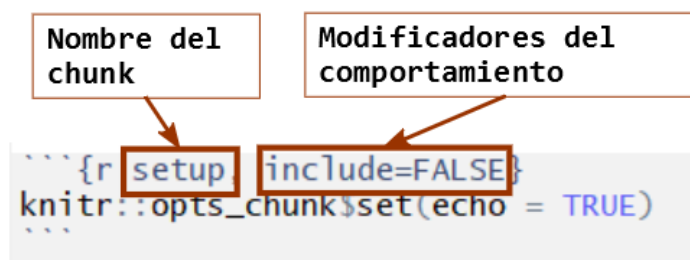 Nombre del
chunk
Modificadores del
comportamiento
```{r setup, include=FALSE}
knitr::opts_chunk$set(echo = TRUE)
```